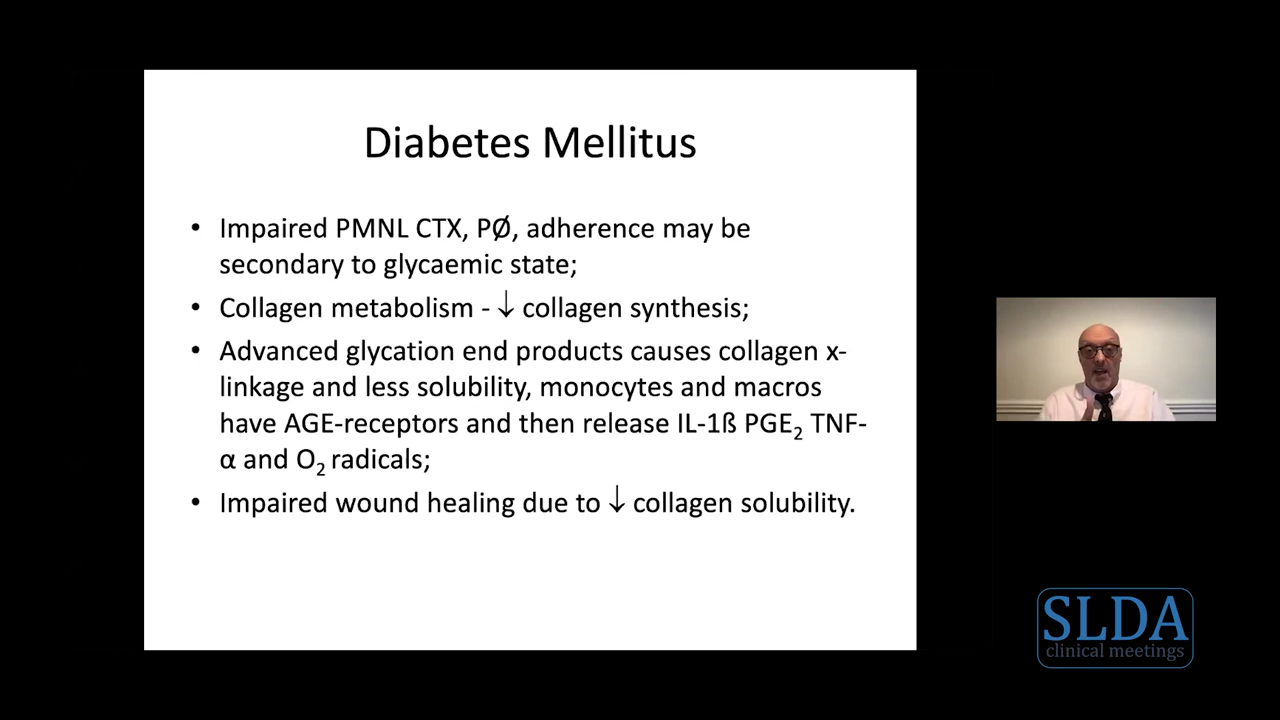 Diabetes Mellitus
• Impaired PMNL CTX, PØ, adherence may be
secondary to glycaemic state;
• Collagen metabolism - ↓ collagen synthesis;
• Advanced glycation end products causes collagen x-
linkage and less solubility, monocytes and macros
have AGE-receptors and then release IL-1ß PGE₂ TNF-
α and O₂ radicals;
• Impaired wound healing due to ↓ collagen solubility.
SLDA
clinical meetings